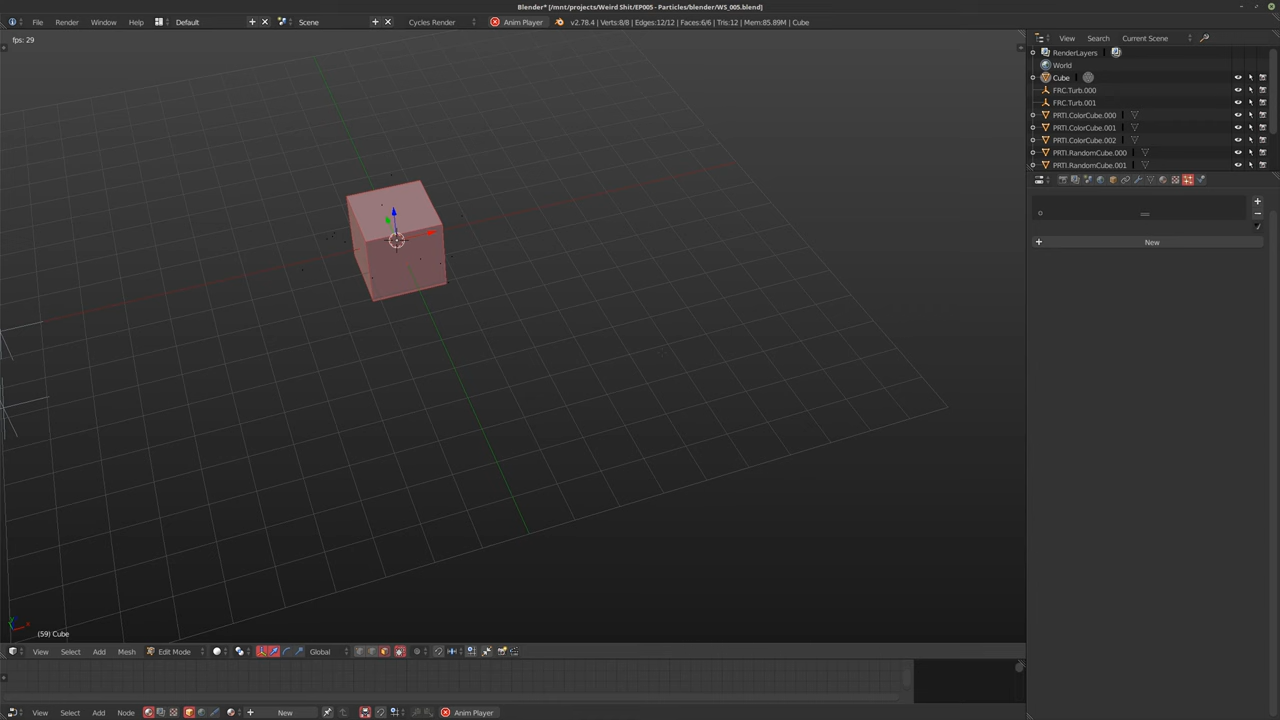 Blender* [/mnt/projects/Weird Shit/EP005 - Particles/blender/WS_005.blend]
File Render Window Help Default Scene Cycles Render Anim Player v2.78.4 | Verts:8/8 | Edges:12/12 | Faces:6/6 | Tris:12 | Mem:85.89M | Cube
fps: 29
View Search Current Scene
RenderLayers
World
Cube
FRC.Turb.000
FRC.Turb.001
PRTI.ColorCube.000
PRTI.ColorCube.001
PRTI.ColorCube.002
PRTI.RandomCube.000
PRTI.RandomCube.001
New
(59) Cube
View Select Add Mesh Edit Mode Global
View Select Add Node New Anim Player